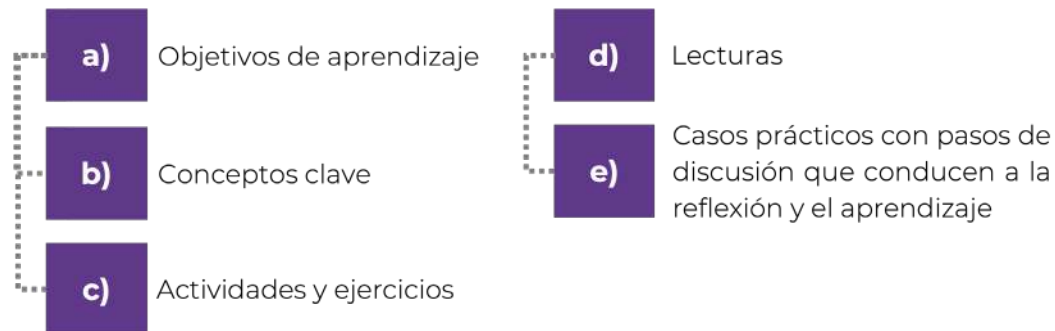 a) Objetivos de aprendizaje
b) Conceptos clave
c) Actividades y ejercicios
d) Lecturas
e) Casos prácticos con pasos de
discusión que conducen a la
reflexión y el aprendizaje